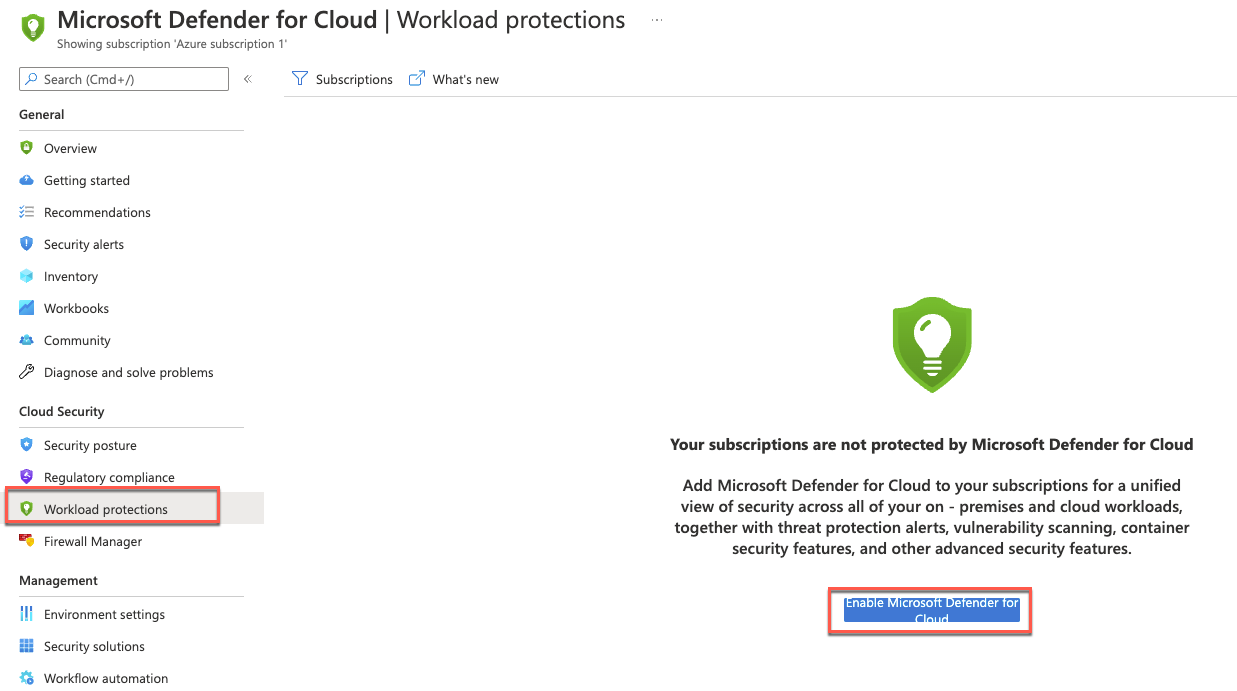 Microsoft Defender for Cloud | Workload protections ...
Showing subscription 'Azure subscription 1'
Search (Cmd+/)
«
Subscriptions
What's new
General
Overview
Getting started
Recommendations
Security alerts
Inventory
Workbooks
Community
Diagnose and solve problems
Cloud Security
Security posture
Regulatory compliance
Workload protections
Firewall Manager
Management
Environment settings
Security solutions
Workflow automation
Your subscriptions are not protected by Microsoft Defender for Cloud
Add Microsoft Defender for Cloud to your subscriptions for a unified
view of security across all of your on - premises and cloud workloads,
together with threat protection alerts, vulnerability scanning, container
security features, and other advanced security features.
Enable Microsoft Defender for
Cloud